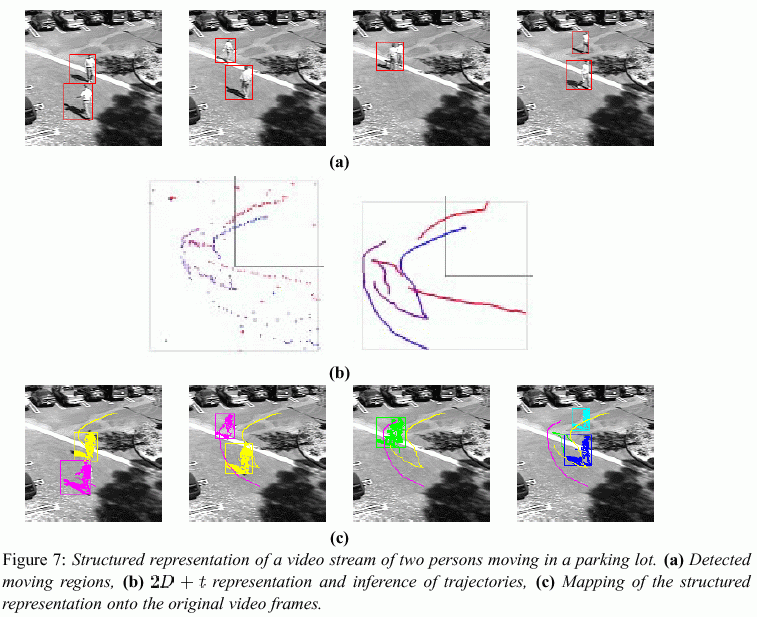 (a)
(b)
(c)
Figure 7: Structured representation of a video stream of two persons moving in a parking lot. (a) Detected
moving regions, (b) 2D + t representation and inference of trajectories, (c) Mapping of the structured
representation onto the original video frames.